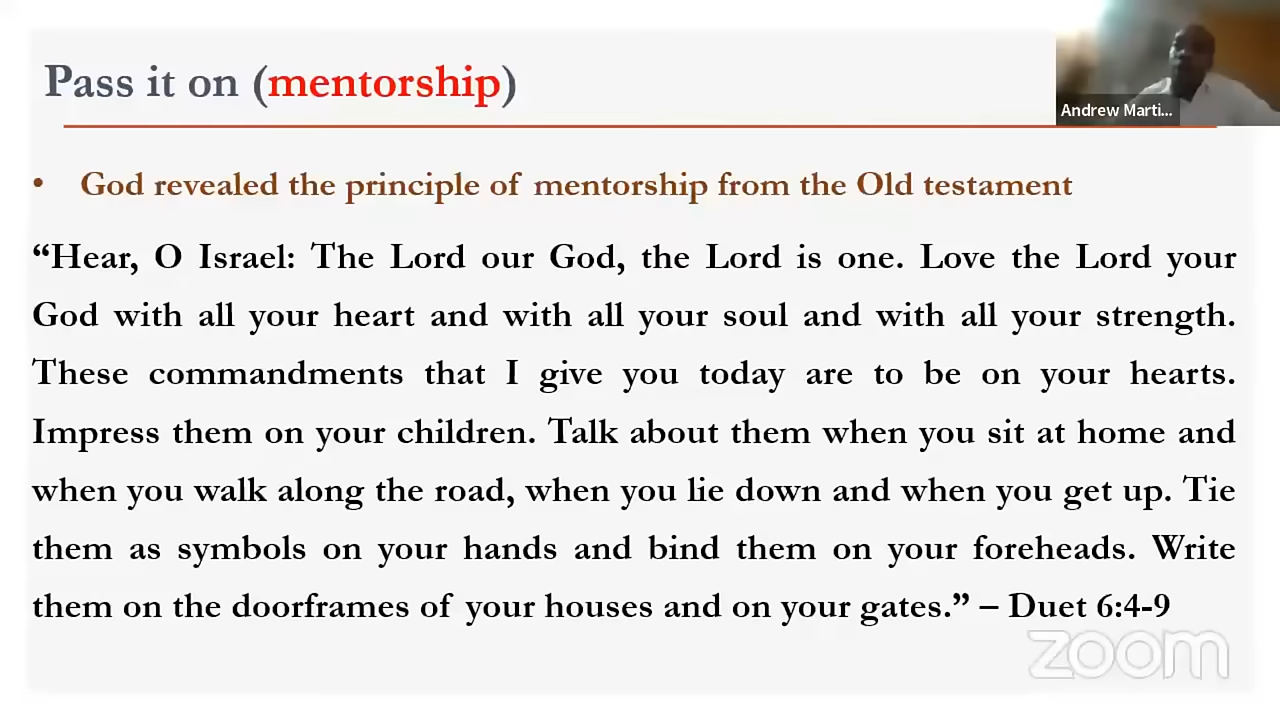 Pass it on (mentorship)
Andrew Marti...
• God revealed the principle of mentorship from the Old testament
“Hear, O Israel: The Lord our God, the Lord is one. Love the Lord your
God with all your heart and with all your soul and with all your strength.
These commandments that I give you today are to be on your hearts.
Impress them on your children. Talk about them when you sit at home and
when you walk along the road, when you lie down and when you get up. Tie
them as symbols on your hands and bind them on your foreheads. Write
them on the doorframes of your houses and on your gates.” – Duet 6:4-9
zoom